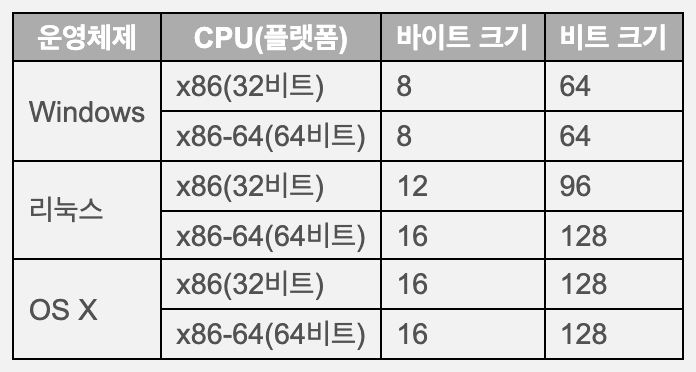 운영체제 CPU(플랫폼) 바이트 크기 비트 크기
Windows x86(32비트) 8 64
x86-64(64비트) 8 64
리눅스 x86(32비트) 12 96
x86-64(64비트) 16 128
OS X x86(32비트) 16 128
x86-64(64비트) 16 128